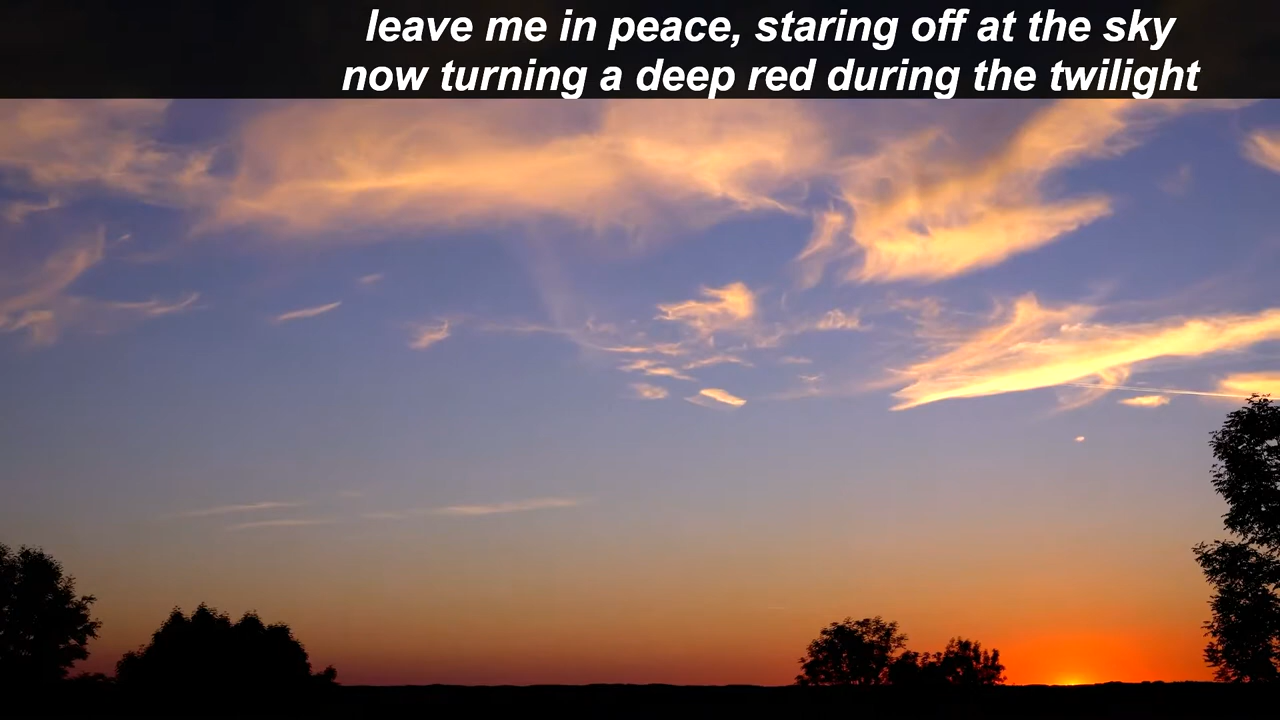 leave me in peace, staring off at the sky
now turning a deep red during the twilight